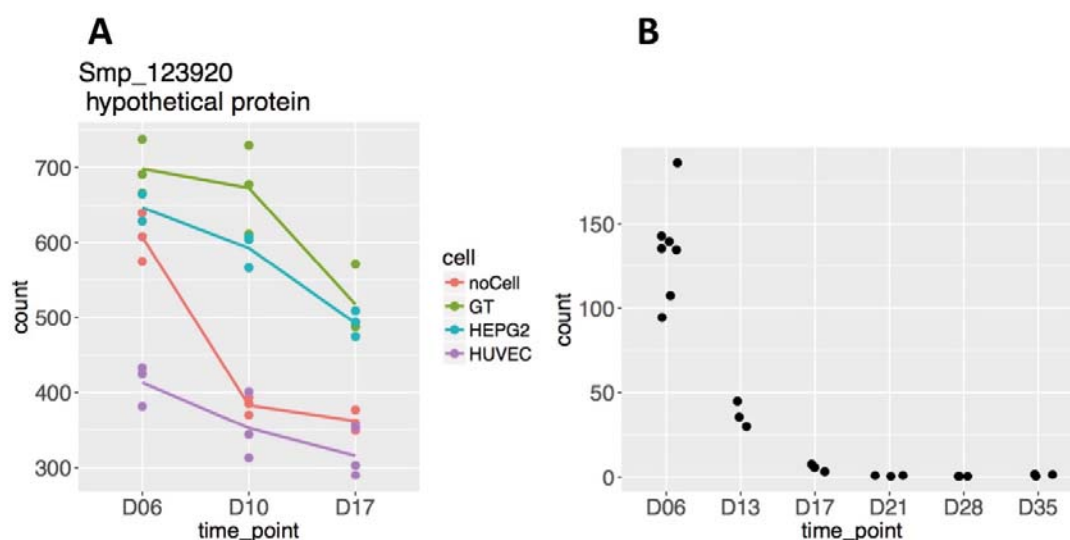 A
B
Smp_123920
hypothetical protein
700
600
500
400
300
count
D06 D10 D17
time_point
cell
noCell
GT
HEPG2
HUVEC
150
100
50
0
count
D06 D13 D17 D21 D28 D35
time_point